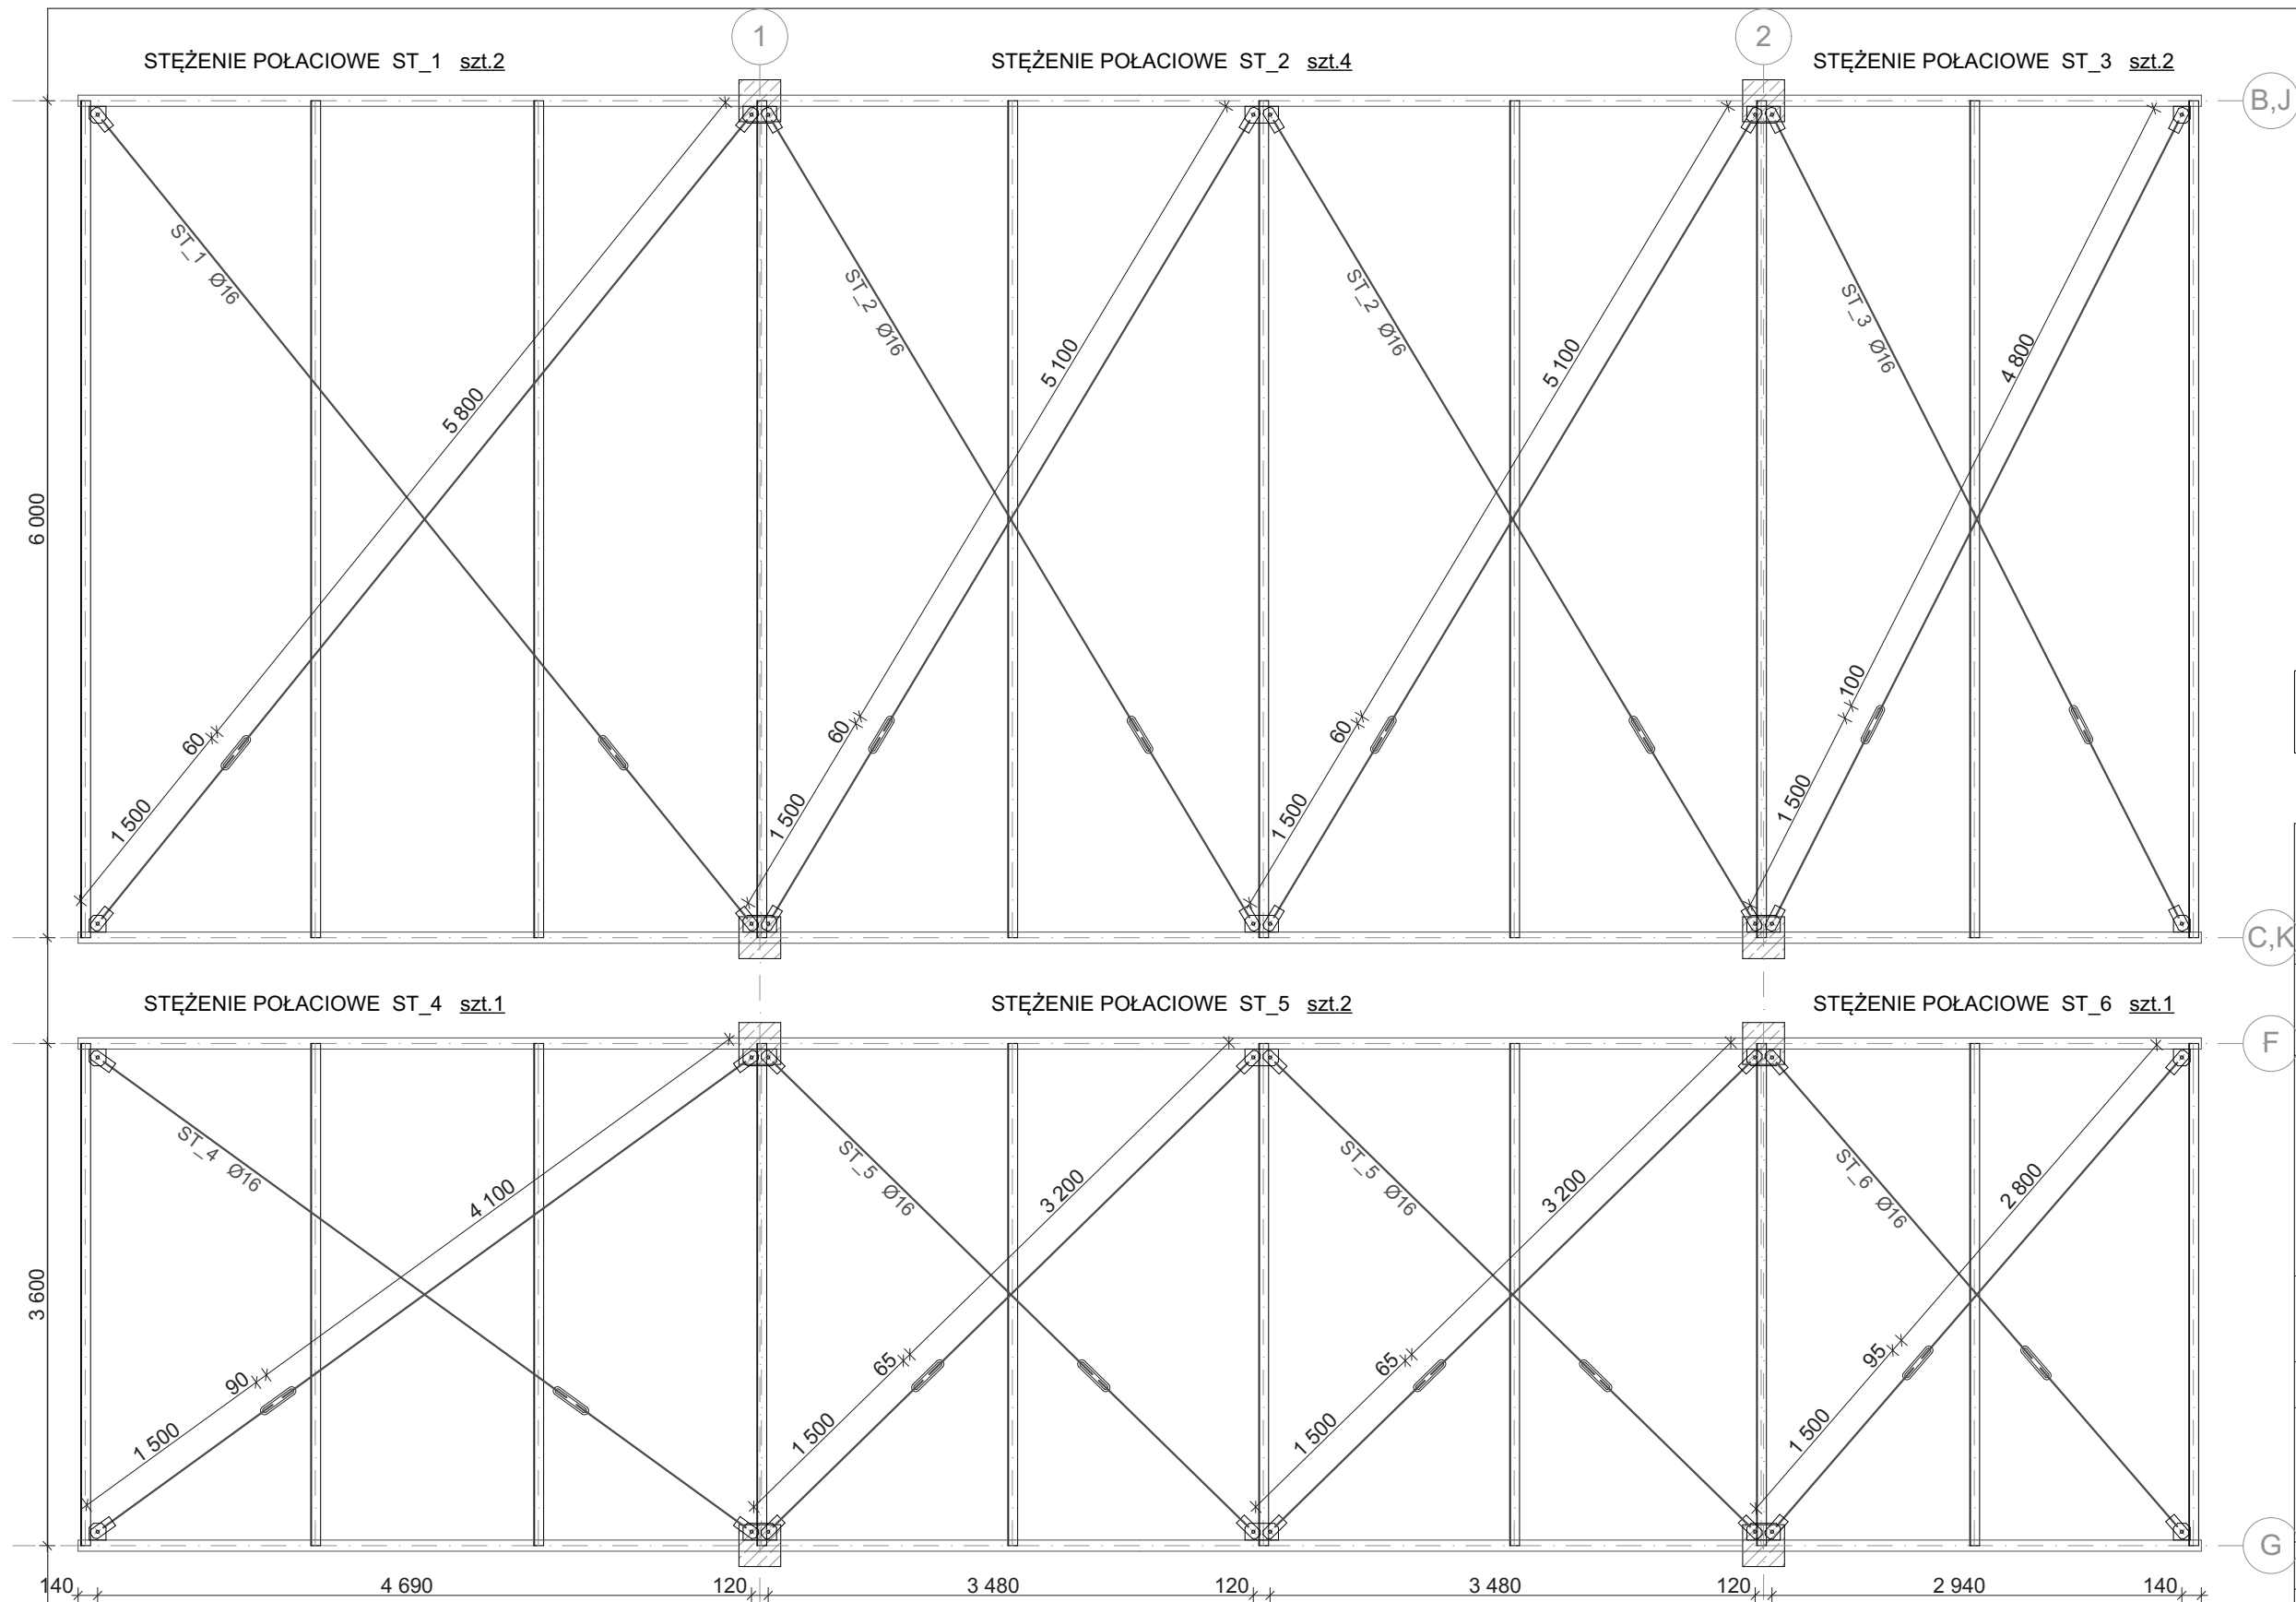 1
2
STĘŻENIE POŁACIOWE ST_1 szt.2
STĘŻENIE POŁACIOWE ST_2 szt.4
STĘŻENIE POŁACIOWE ST_3 szt.2
B,J
ST_1 Ø16
ST_2 Ø16
ST_2 Ø16
ST_3 Ø16
5 800
5 100
5 100
4 800
6 000
60
60
60
100
1 500
1 500
1 500
1 500
C,K
STĘŻENIE POŁACIOWE ST_4 szt.1
STĘŻENIE POŁACIOWE ST_5 szt.2
STĘŻENIE POŁACIOWE ST_6 szt.1
F
ST_4 Ø16
ST_5 Ø16
ST_5 Ø16
ST_6 Ø16
4 100
3 200
3 200
2 800
3 600
90
65
65
95
1 500
1 500
1 500
1 500
G
140
4 690
120
3 480
120
3 480
120
2 940
140